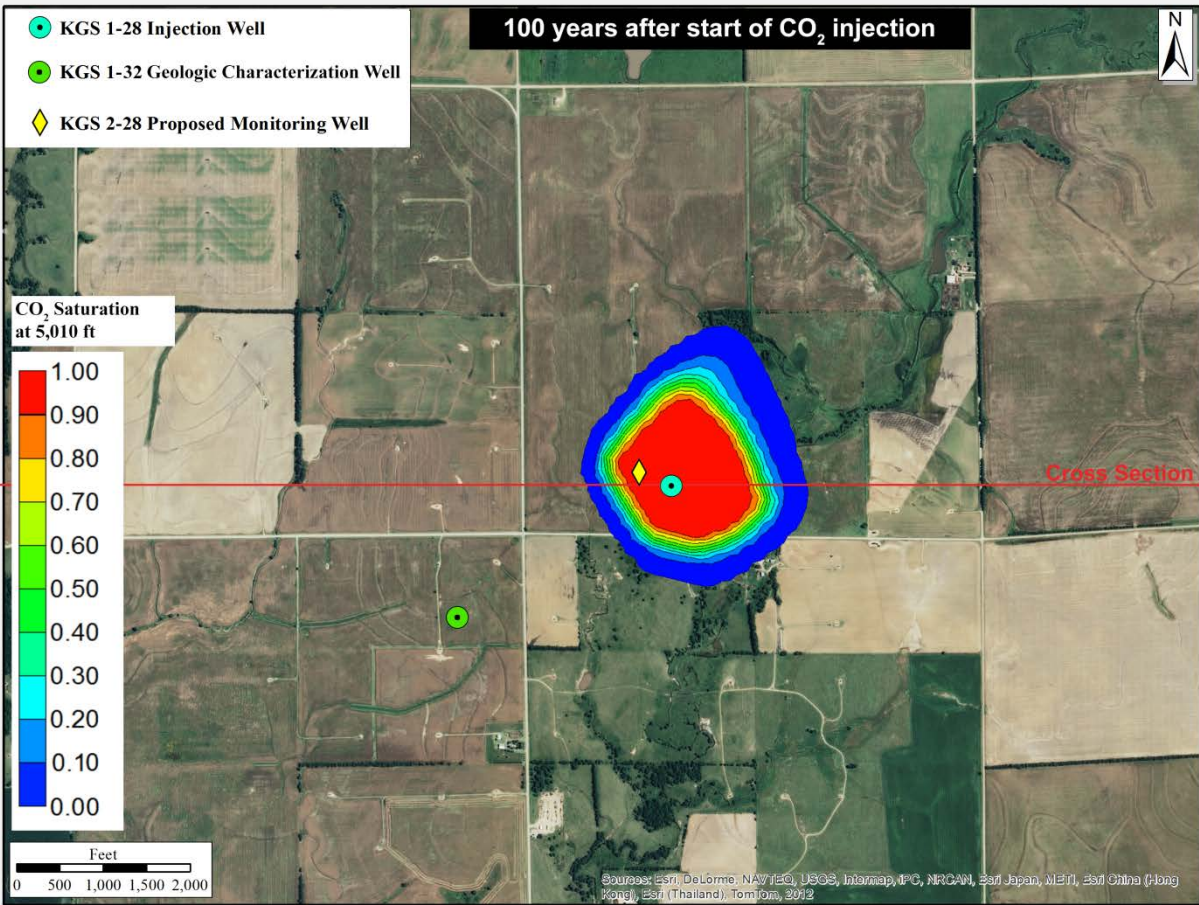 KGS 1-28 Injection Well
KGS 1-32 Geologic Characterization Well
KGS 2-28 Proposed Monitoring Well
100 years after start of CO₂ injection
N
CO₂ Saturation
at 5,010 ft
1.00
0.90
0.80
0.70
0.60
0.50
0.40
0.30
0.20
0.10
0.00
Cross Section
Feet
0 500 1,000 1,500 2,000
Sources: Esri, DeLorme, NAVTEQ, USGS, Intermap, iPC, NRCAN, Esri Japan, METI, Esri China (Hong
Kong), Esri (Thailand), TomTom, 2012